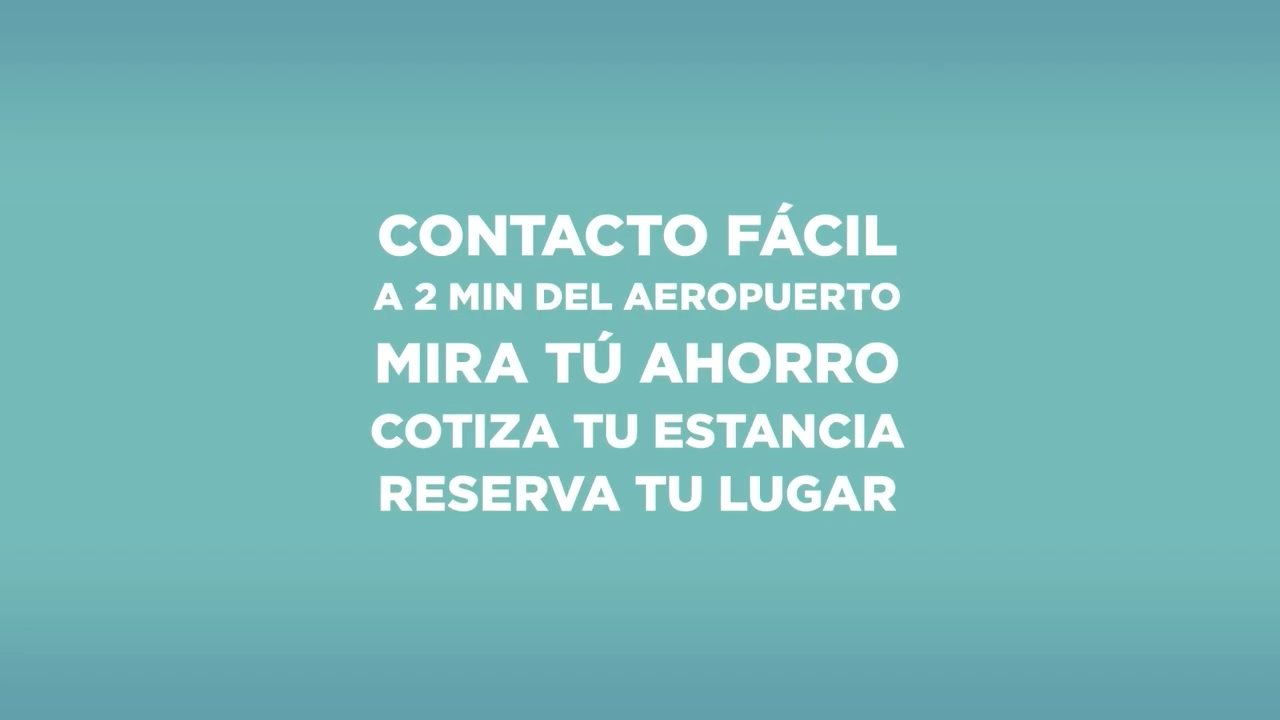 CONTACTO FÁCIL
A 2 MIN DEL AEROPUERTO
MIRA TÚ AHORRO
COTIZA TU ESTANCIA
RESERVA TU LUGAR